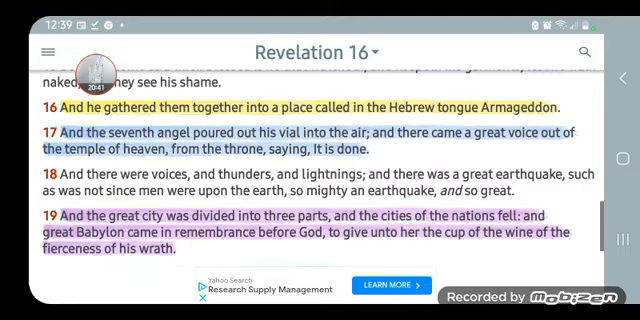 12:39
Revelation 16
naked, they see his shame.
20:41
16 And he gathered them together into a place called in the Hebrew tongue Armageddon.
17 And the seventh angel poured out his vial into the air; and there came a great voice out of
the temple of heaven, from the throne, saying, It is done.
18 And there were voices, and thunders, and lightnings; and there was a great earthquake, such
as was not since men were upon the earth, so mighty an earthquake, and so great.
19 And the great city was divided into three parts, and the cities of the nations fell: and
great Babylon came in remembrance before God, to give unto her the cup of the wine of the
fierceness of his wrath.
Yahoo Search
Research Supply Management
LEARN MORE
Recorded by Mobizen